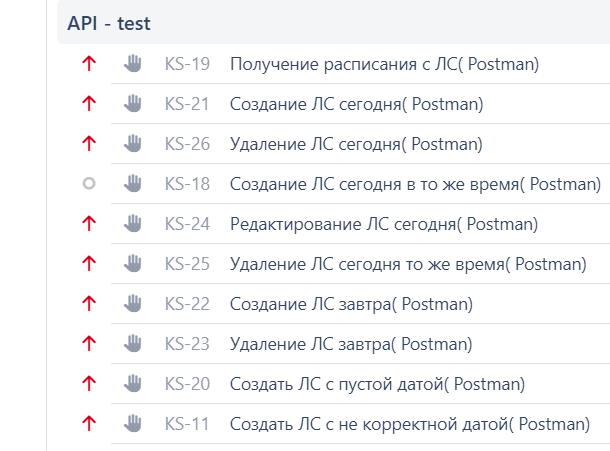 API - test
KS-19 Получение расписания с ЛС( Postman)
KS-21 Создание ЛС сегодня( Postman)
KS-26 Удаление ЛС сегодня( Postman)
KS-18 Создание ЛС сегодня в то же время( Postman)
KS-24 Редактирование ЛС сегодня( Postman)
KS-25 Удаление ЛС сегодня то же время( Postman)
KS-22 Создание ЛС завтра( Postman)
KS-23 Удаление ЛС завтра( Postman)
KS-20 Создать ЛС с пустой датой( Postman)
KS-11 Создать ЛС с не корректной датой( Postman)